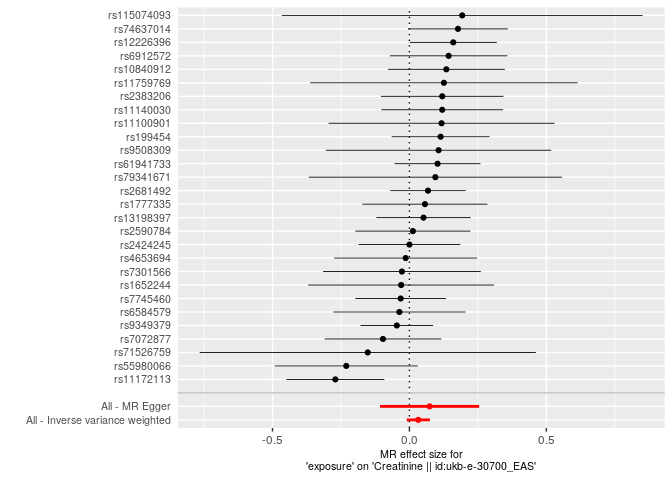 rs115074093
rs74637014
rs12226396
rs6912572
rs10840912
rs11759769
rs2383206
rs11140030
rs11100901
rs199454
rs9508309
rs61941733
rs79341671
rs2681492
rs1777335
rs13198397
rs2590784
rs2424245
rs4653694
rs7301566
rs1652244
rs7745460
rs6584579
rs9349379
rs7072877
rs71526759
rs55980066
rs11172113
All - MR Egger
All - Inverse variance weighted
-0.5 0.0 0.5
MR effect size for
'exposure' on 'Creatinine || id:ukb-e-30700_EAS'